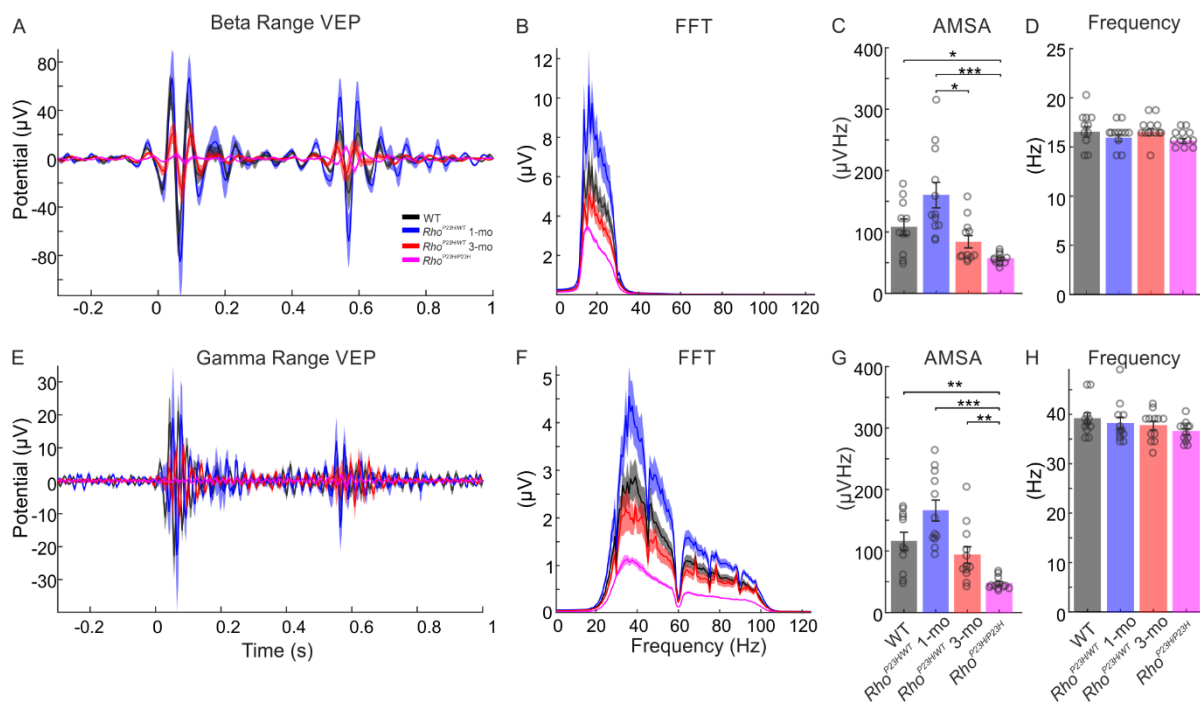 A Beta Range VEP
Potential (µV)
80
40
0
-40
-80
-0.2 0 0.2 0.4 0.6 0.8 1
WT
Rho^P23H/WT 1-mo
Rho^P23H/WT 3-mo
Rho^P23H/P23H
B FFT
(µV)
12
10
8
6
4
2
0 20 40 60 80 100 120
C AMSA
(µVHz)
400
300
200
100
0
*
***
*
D Frequency
(Hz)
25
20
15
10
5
0
E Gamma Range VEP
Potential (µV)
30
20
10
0
-10
-20
-30
-0.2 0 0.2 0.4 0.6 0.8 1
Time (s)
F FFT
(µV)
5
4
3
2
1
0
0 20 40 60 80 100 120
Frequency (Hz)
G AMSA
(µVHz)
400
300
200
100
0
**
***
**
WT
Rho^P23H/WT 1-mo
Rho^P23H/WT 3-mo
Rho^P23H/P23H
H Frequency
(Hz)
40
30
20
10
0
WT
Rho^P23H/WT 1-mo
Rho^P23H/WT 3-mo
Rho^P23H/P23H